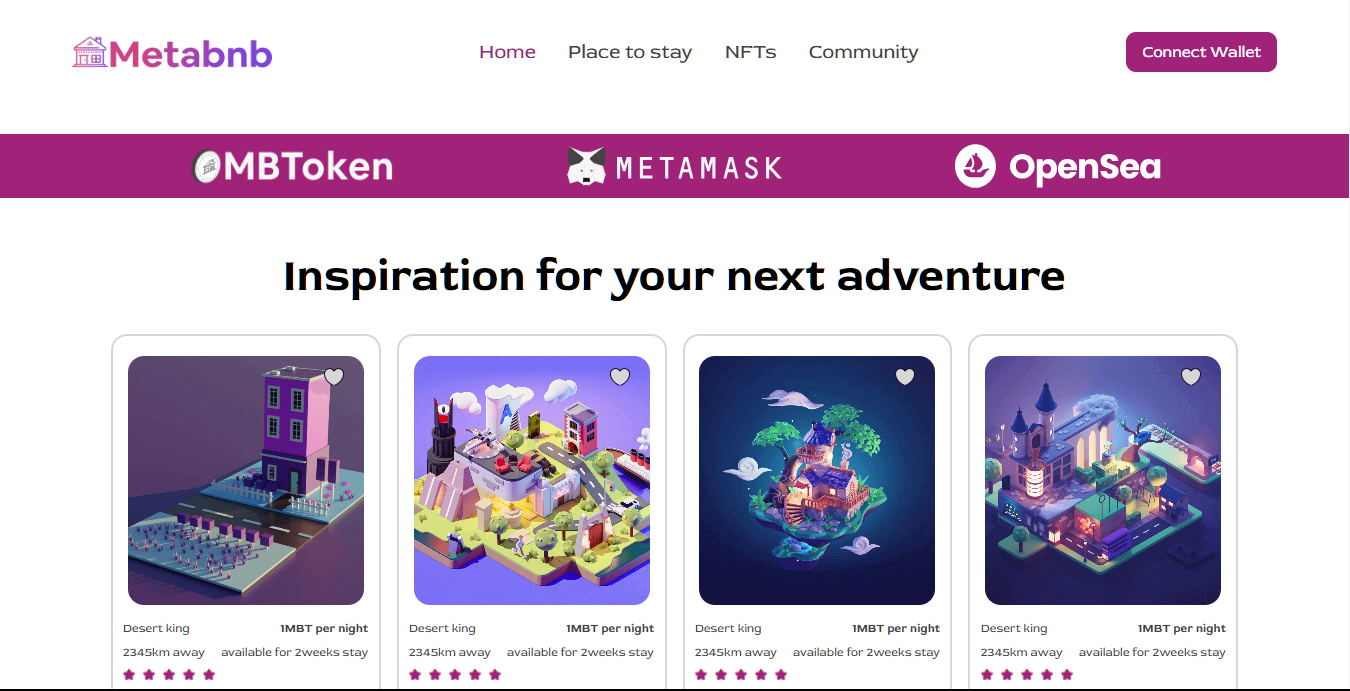 Metabnb
Home Place to stay NFTs Community
Connect Wallet
MBToken METAMASK OpenSea
Inspiration for your next adventure
Desert king 1MBT per night
2345km away available for 2weeks stay
Desert king 1MBT per night
2345km away available for 2weeks stay
Desert king 1MBT per night
2345km away available for 2weeks stay
Desert king 1MBT per night
2345km away available for 2weeks stay